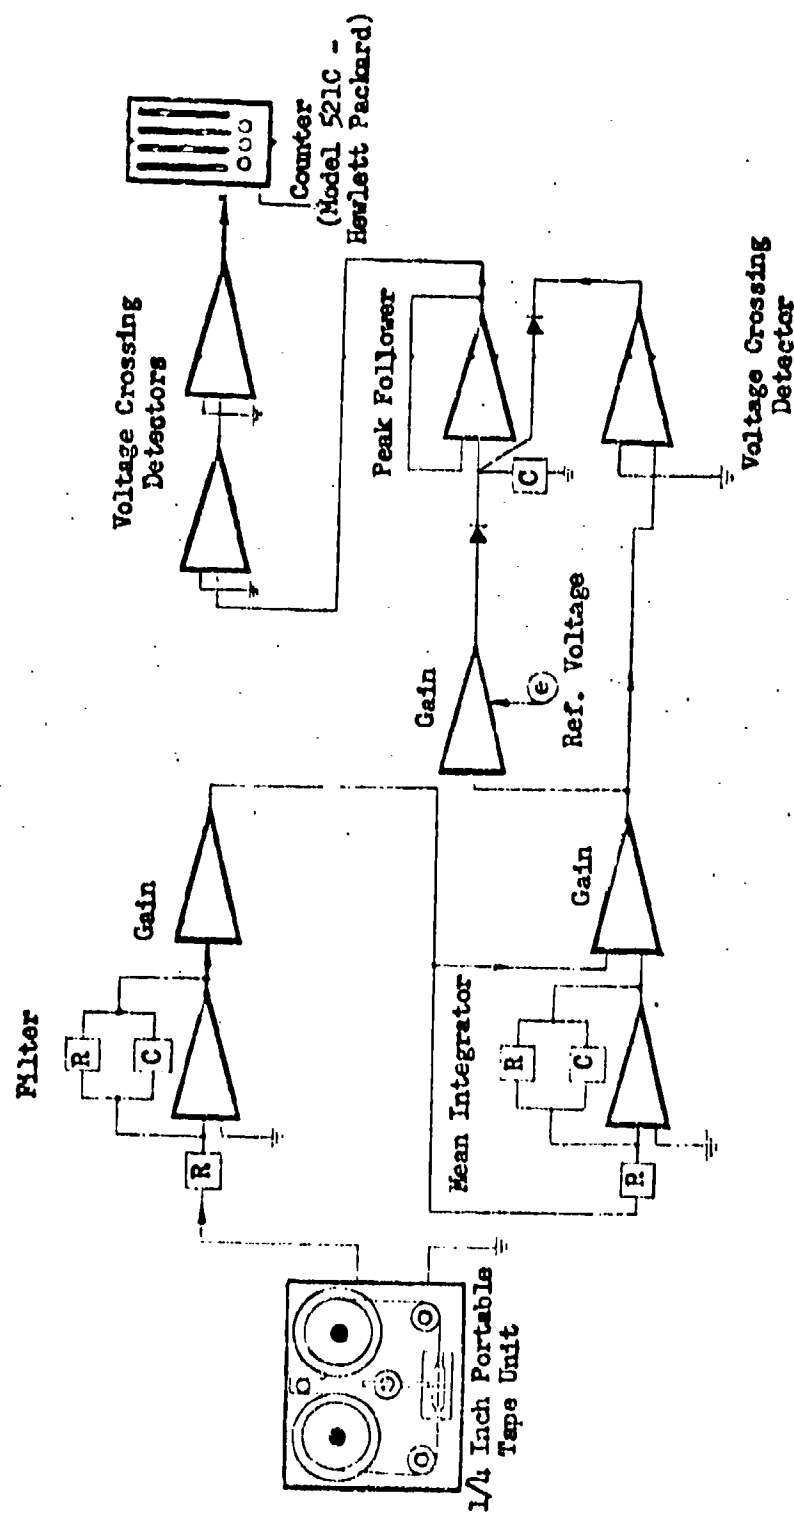 Filter
R
C
R
Gain
Voltage Crossing
Detectors
Counter
(Model 521C -
Hewlett Packard)
1/4 Inch Portable
Tape Unit
Mean Integrator
R
C
R
Gain
Gain
e
Ref. Voltage
Peak Follower
C
Voltage Crossing
Detector